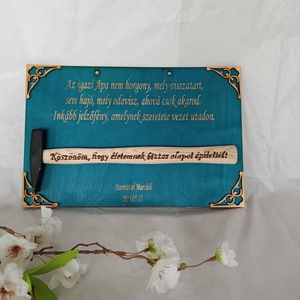 Az igazi Apa nem horgony, mely visszatart,
sem hajó, mely odavisz, ahová csak akarod.
Inkább jelzőfény, amelynek szeretete vezet utadon.
Köszönöm, hogy életemnek biztos alapot építettél!
Szeretettel